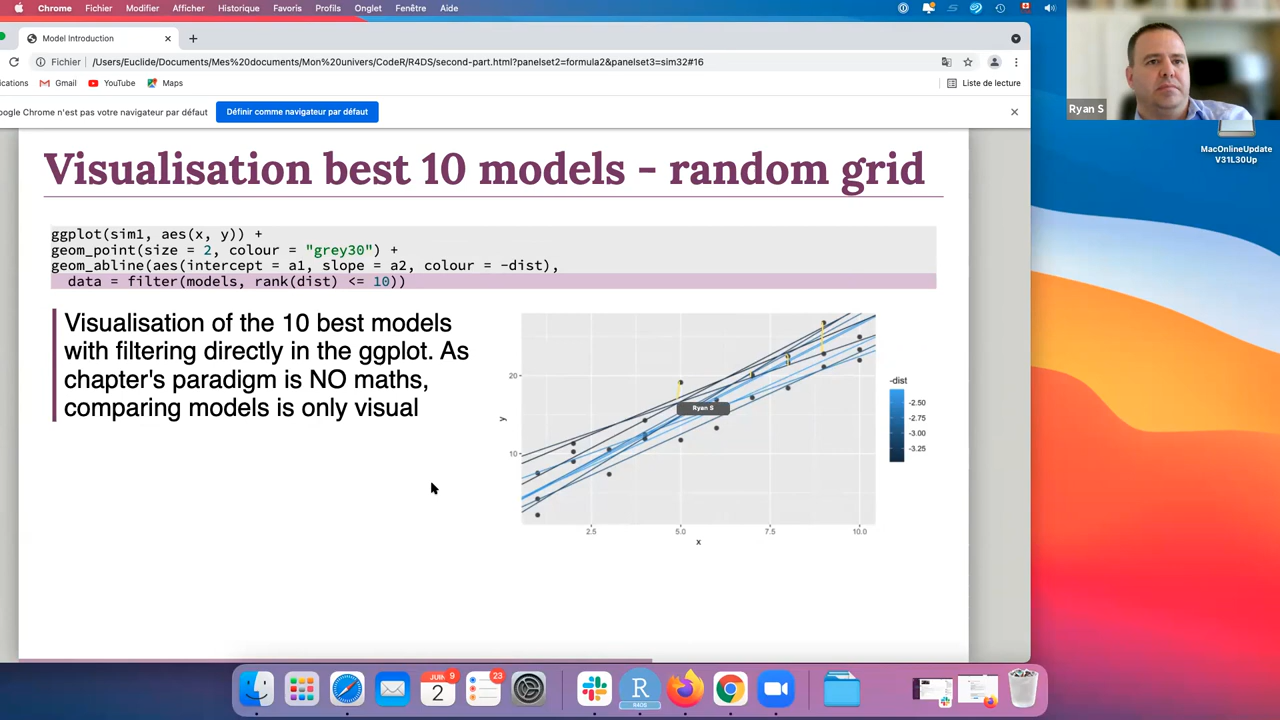 Chrome Fichier Modifier Afficher Historique Favoris Profils Onglet Fenêtre Aide
Model Introduction
Fichier /Users/Euclide/Documents/Mes%20documents/Mon%20univers/CodeR/R4DS/second-part.html?panelset2=formula2&panelset3=sim32#16
ications Gmail YouTube Maps Liste de lecture
ogle Chrome n'est pas votre navigateur par défaut Définir comme navigateur par défaut
Ryan S
MacOnlineUpdate
V31L30Up
Visualisation best 10 models - random grid
ggplot(sim1, aes(x, y)) +
geom_point(size = 2, colour = "grey30") +
geom_abline(aes(intercept = a1, slope = a2, colour = -dist),
data = filter(models, rank(dist) <= 10))
Visualisation of the 10 best models
with filtering directly in the ggplot. As
chapter's paradigm is NO maths,
comparing models is only visual
20
10
y
2.5 5.0 7.5 10.0
x
Ryan S
-dist
-2.50
-2.75
-3.00
-3.25
JUIN 9 23
2
R
R4DS